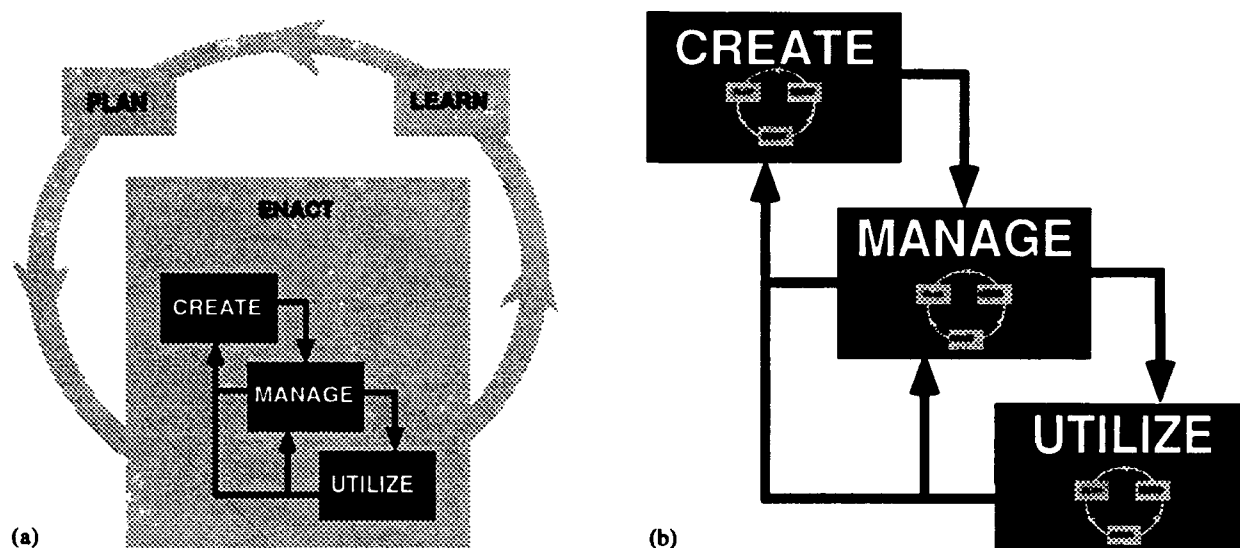 PLAN
LEARN
ENACT
CREATE
MANAGE
UTILIZE
(a)
CREATE
MANAGE
UTILIZE
(b)